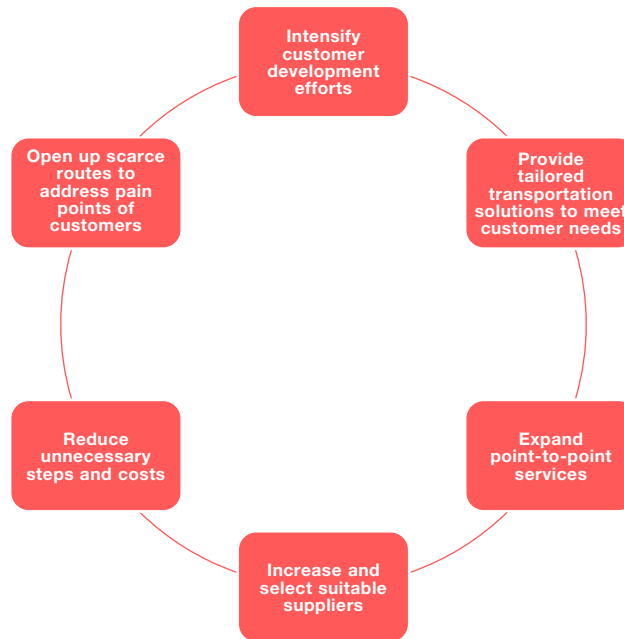 Intensify
customer
development
efforts
Provide
tailored
transportation
solutions to meet
customer needs
Expand
point-to-point
services
Increase and
select suitable
suppliers
Reduce
unnecessary
steps and costs
Open up scarce
routes to
address pain
points of
customers